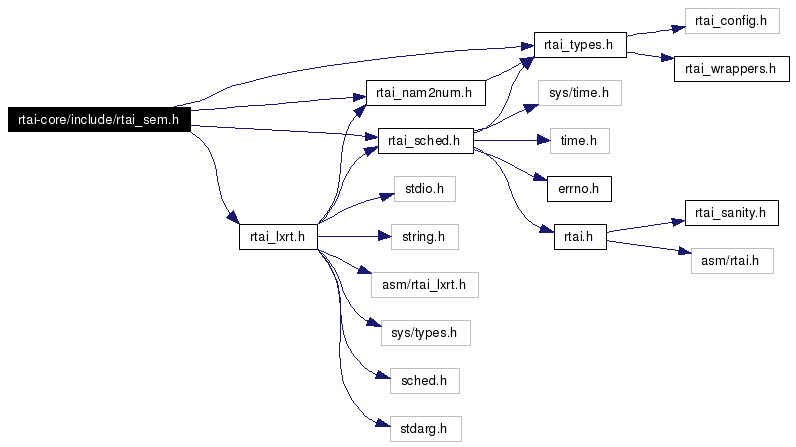 rtai_config.h
rtai_types.h
rtai_wrappers.h
rtai_nam2num.h
sys/time.h
rtai-core/include/rtai_sem.h
rtai_sched.h
time.h
stdio.h
errno.h
rtai_sanity.h
rtai_lxrt.h
string.h
rtai.h
asm/rtai.h
asm/rtai_lxrt.h
sys/types.h
sched.h
stdarg.h